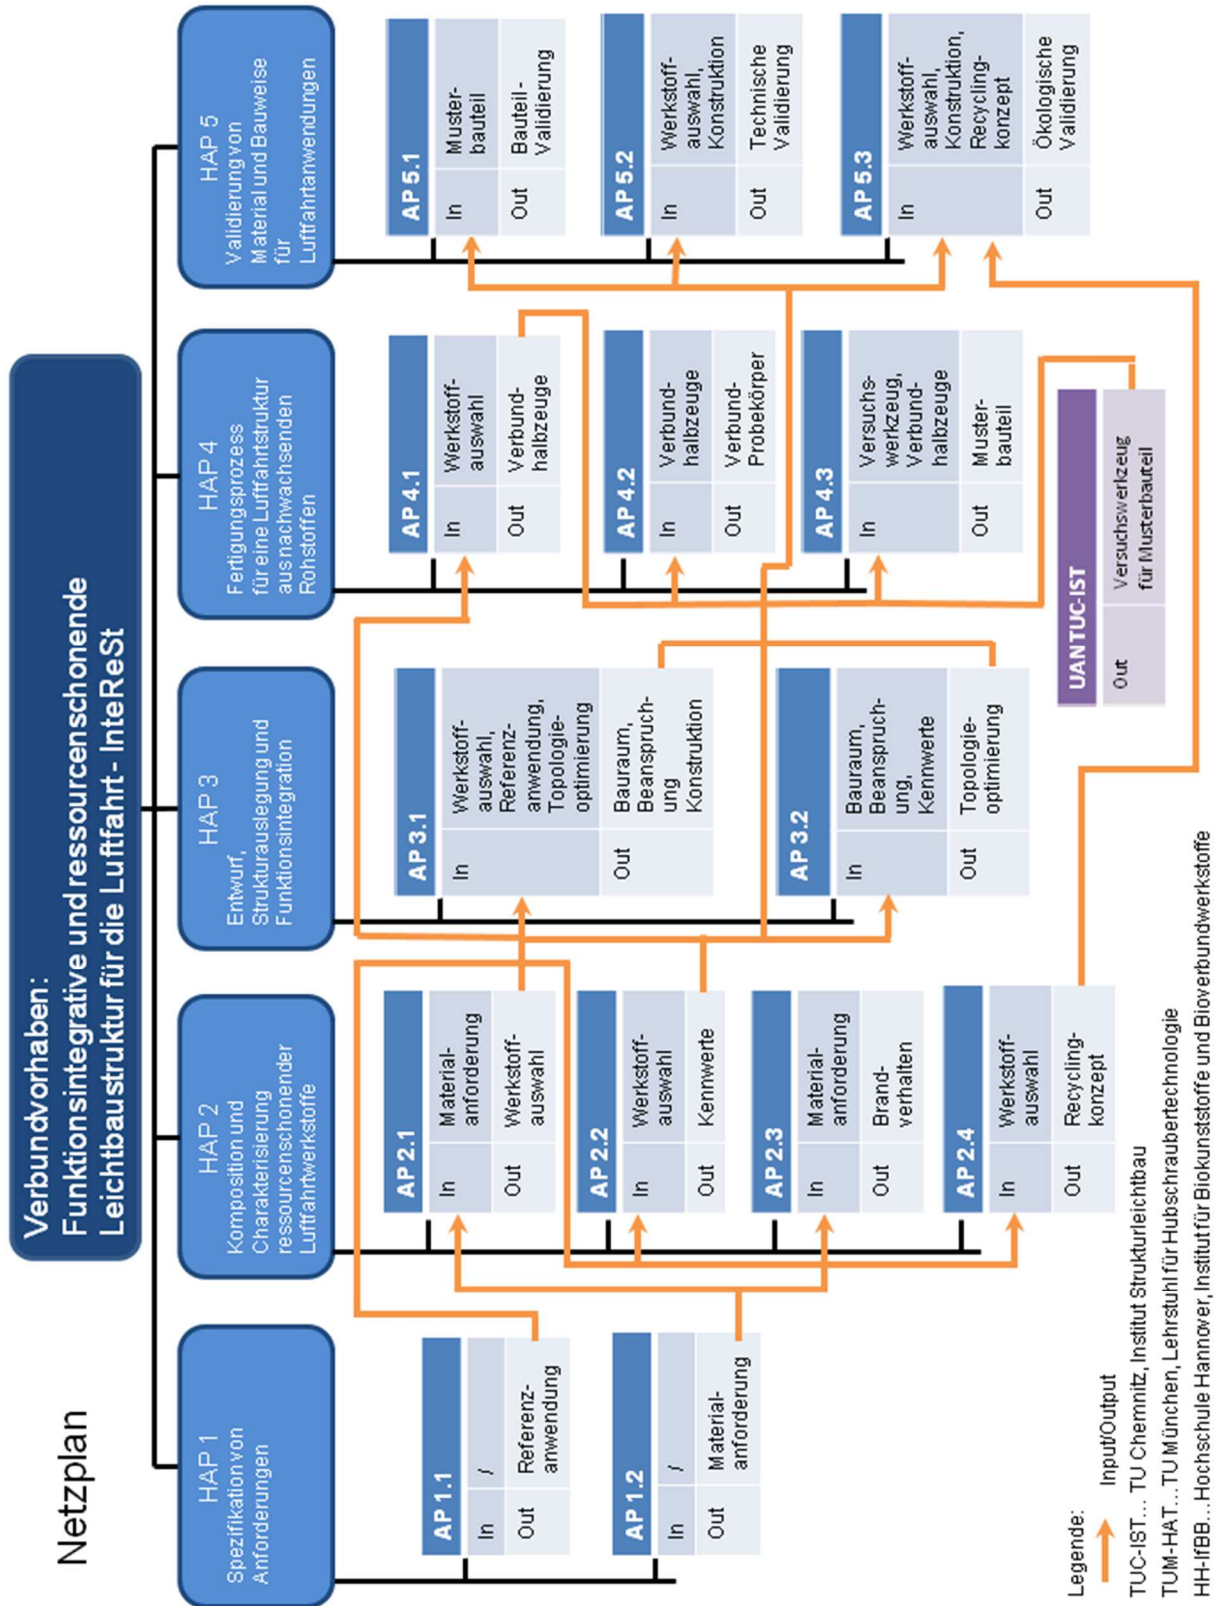 Netzplan
Verbundvorhaben:
Funktionsintegrative und ressourcenschonende
Leichtbaustruktur für die Luftfahrt - InteReSt
HAP 1
Spezifikation von
Anforderungen
AP 1.1
In /
Out Referenz-
anwendung
AP 1.2
In /
Out Material-
anforderung
HAP 2
Komposition und
Charakterisierung
ressourcenschonender
Luftfahrtwerkstoffe
AP 2.1
In Material-
anforderung
Out Werkstoff-
auswahl
AP 2.2
In Werkstoff-
auswahl
Out Kennwerte
AP 2.3
In Material-
anforderung
Out Brand-
verhalten
AP 2.4
In Werkstoff-
auswahl
Out Recycling-
konzept
HAP 3
Entwurf,
Strukturauslegung und
Funktionsintegration
AP 3.1
In Werkstoff-
auswahl,
Referenz-
anwendung,
Topologie-
optimierung
Out Bauraum,
Beanspruch-
ung
Konstruktion
AP 3.2
In Bauraum,
Beanspruch-
ung,
Kennwerte
Out Topologie-
optimierung
HAP 4
Fertigungsprozess
für eine Luftfahrtstruktur
aus nachwachsenden
Rohstoffen
AP 4.1
In Werkstoff-
auswahl
Out Verbund-
halbzeuge
AP 4.2
In Verbund-
halbzeuge
Out Verbund-
Probekörper
AP 4.3
In Versuchs-
werkzeug,
Verbund-
halbzeuge
Out Muster-
bauteil
UANTUC-IST
Out Versuchswerkzeug
für Musterbauteil
HAP 5
Validierung von
Material und Bauweise
für
Luftfahrtanwendungen
AP 5.1
In Muster-
bauteil
Out Bauteil-
Validierung
AP 5.2
In Werkstoff-
auswahl,
Konstruktion
Out Technische
Validierung
AP 5.3
In Werkstoff-
auswahl,
Konstruktion,
Recycling-
konzept
Out Ökologische
Validierung
Legende:
Input/Output
TUC-IST... TU Chemnitz, Institut Strukturleichtbau
TUM-HAT... TU München, Lehrstuhl für Hubschraubertechnologie
HH-IfBB...Hochschule Hannover, Institut für Biokunststoffe und Bioverbundwerkstoffe